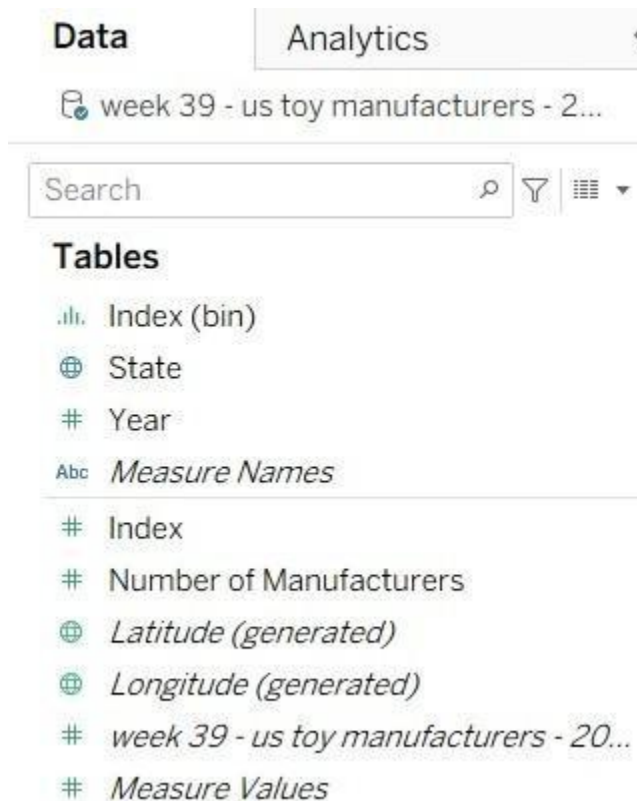 Data Analytics
week 39 - us toy manufacturers - 2...
Search
Tables
Index (bin)
State
# Year
Abc Measure Names
# Index
# Number of Manufacturers
Latitude (generated)
Longitude (generated)
# week 39 - us toy manufacturers - 20...
# Measure Values